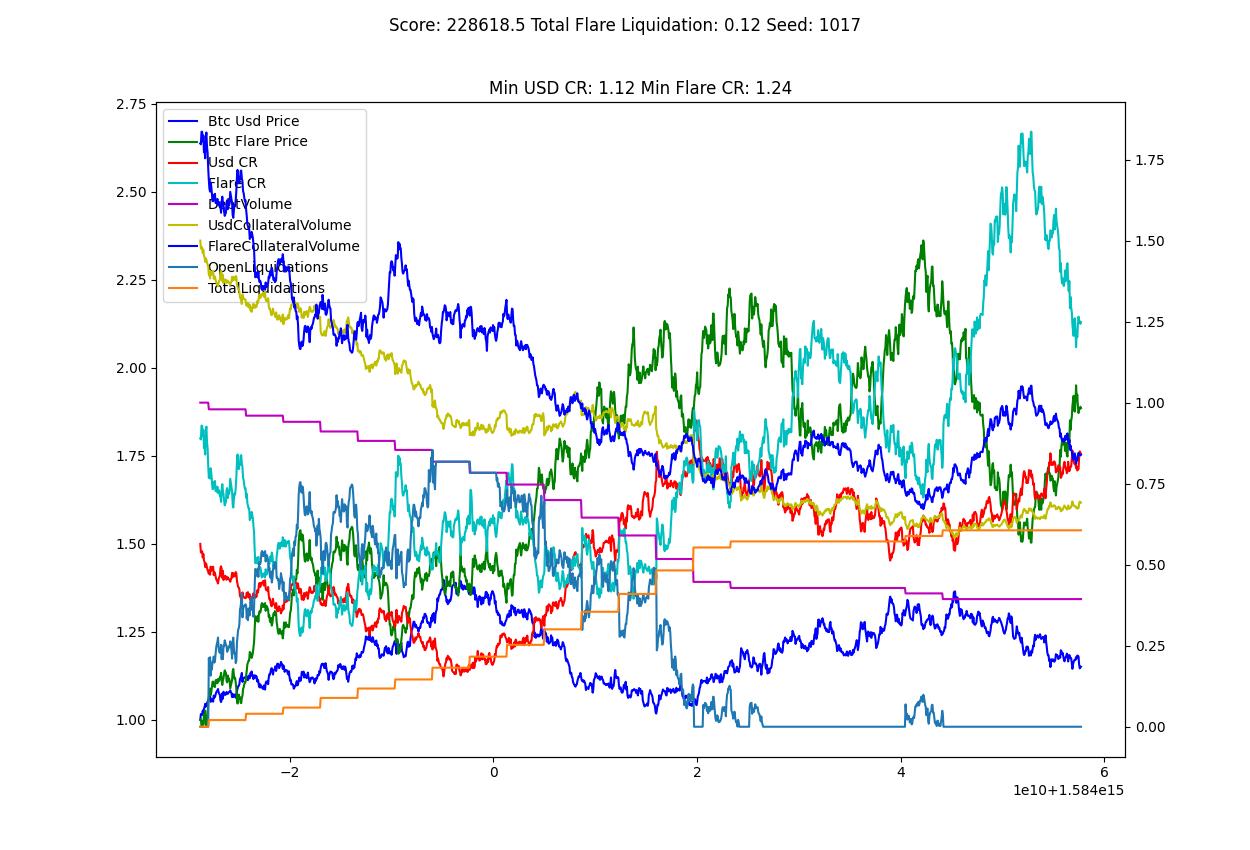 Score: 228618.5 Total Flare Liquidation: 0.12 Seed: 1017
Min USD CR: 1.12 Min Flare CR: 1.24
2.75
2.50
2.25
2.00
1.75
1.50
1.25
1.00
Btc Usd Price
Btc Flare Price
Usd CR
Flare CR
DebtVolume
UsdCollateralVolume
FlareCollateralVolume
OpenLiquidations
TotalLiquidations
1.75
1.50
1.25
1.00
0.75
0.50
0.25
0.00
−2 0 2 4 6
1e10+1.584e15